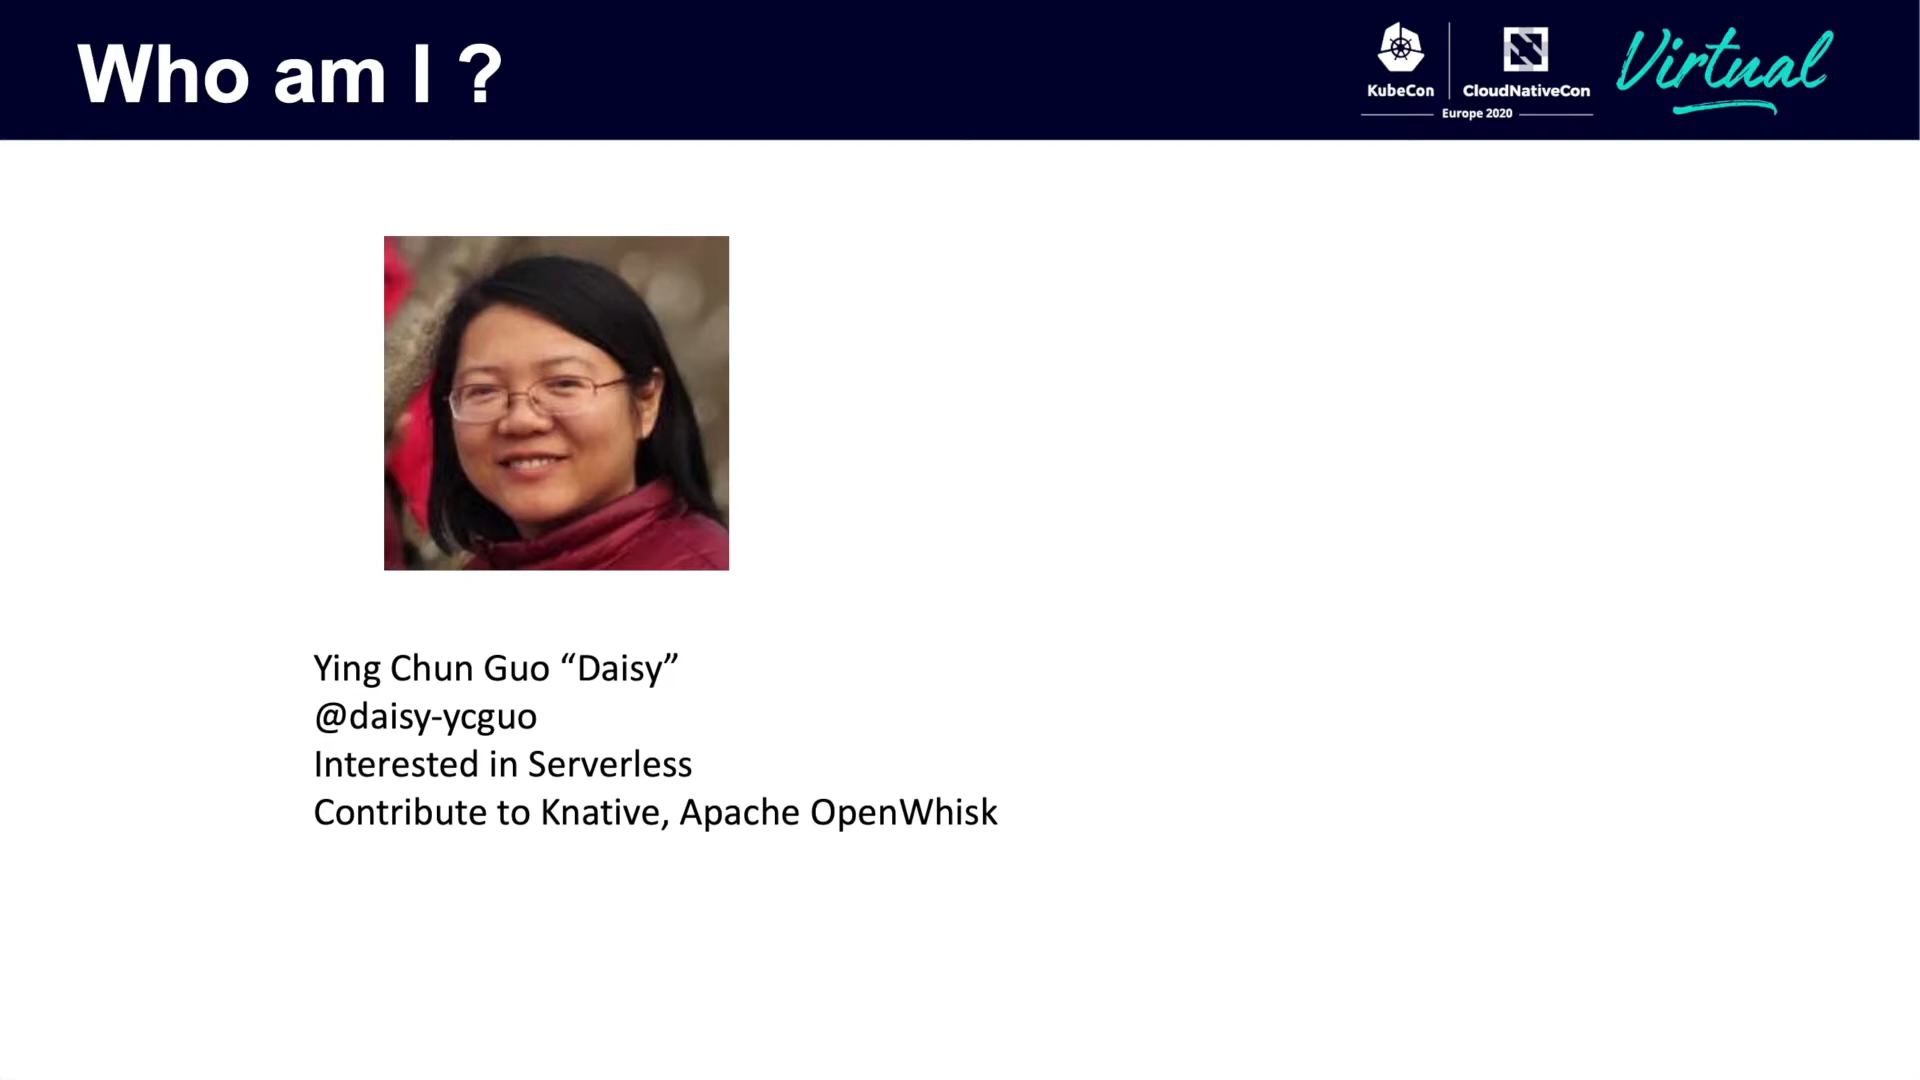 Who am I ?
KubeCon
CloudNativeCon
Europe 2020
Virtual
Ying Chun Guo “Daisy”
@daisy-ycguo
Interested in Serverless
Contribute to Knative, Apache OpenWhisk